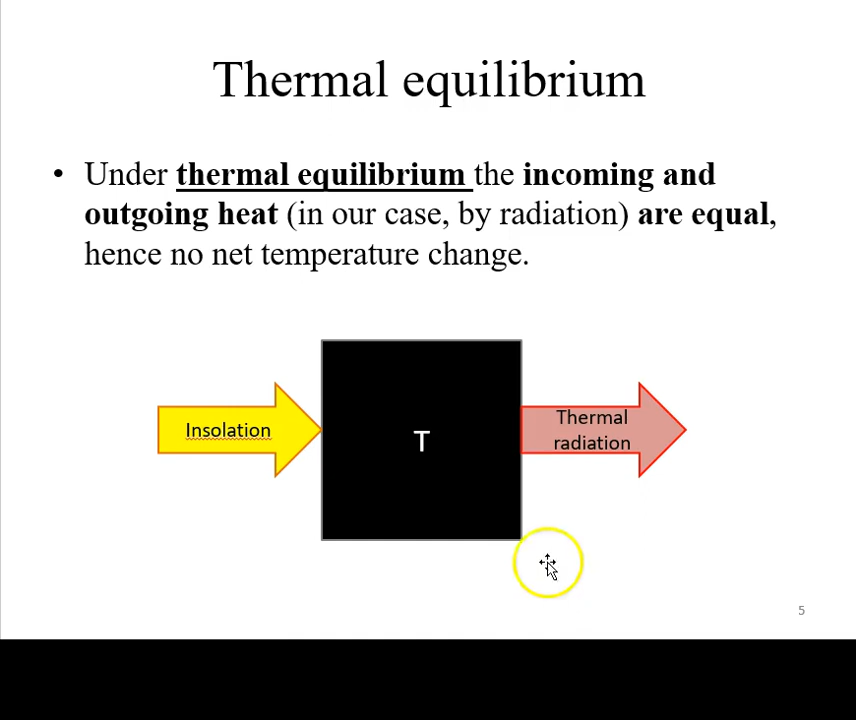 Thermal equilibrium
• Under thermal equilibrium the incoming and
outgoing heat (in our case, by radiation) are equal,
hence no net temperature change.
Insolation
T
Thermal
radiation
5